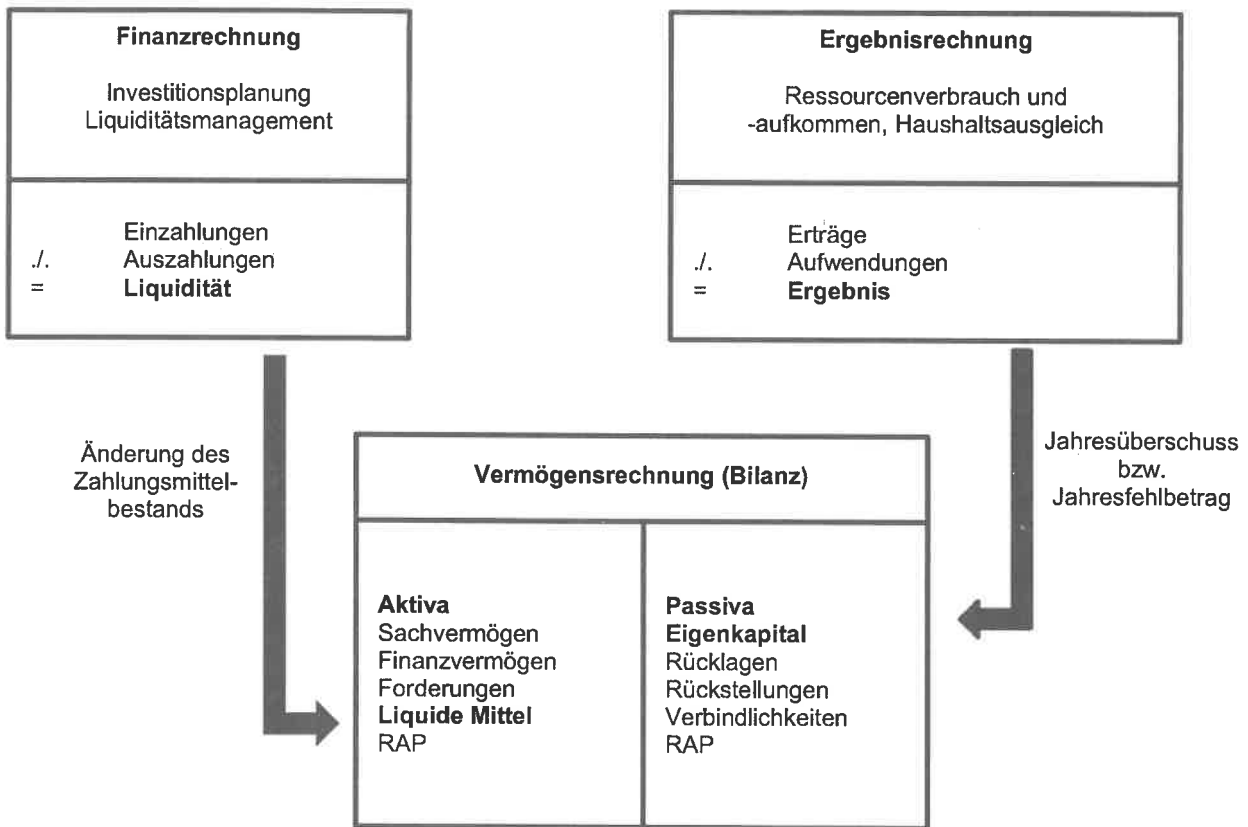 Finanzrechnung
Investitionsplanung
Liquiditätsmanagement
Einzahlungen
./. Auszahlungen
= Liquidität
Ergebnisrechnung
Ressourcenverbrauch und
-aufkommen, Haushaltsausgleich
Erträge
./. Aufwendungen
= Ergebnis
Änderung des
Zahlungsmittel-
bestands
Jahresüberschuss
bzw.
Jahresfehlbetrag
Vermögensrechnung (Bilanz)
Aktiva
Sachvermögen
Finanzvermögen
Forderungen
Liquide Mittel
RAP
Passiva
Eigenkapital
Rücklagen
Rückstellungen
Verbindlichkeiten
RAP